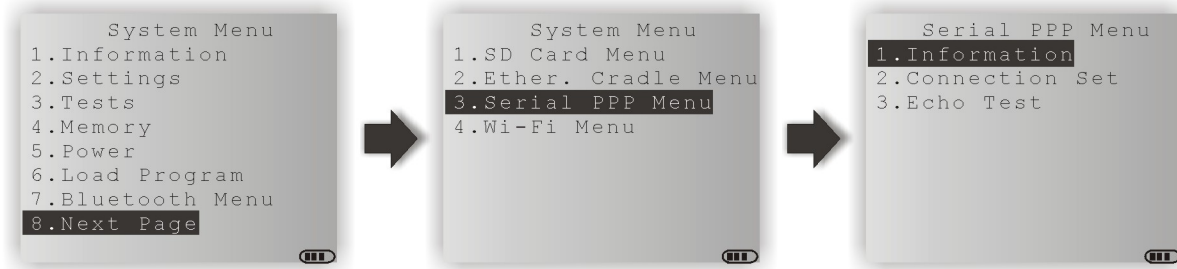 System Menu
1.Information
2.Settings
3.Tests
4.Memory
5.Power
6.Load Program
7.Bluetooth Menu
8.Next Page
System Menu
1.SD Card Menu
2.Ether. Cradle Menu
3.Serial PPP Menu
4.Wi-Fi Menu
Serial PPP Menu
1.Information
2.Connection Set
3.Echo Test